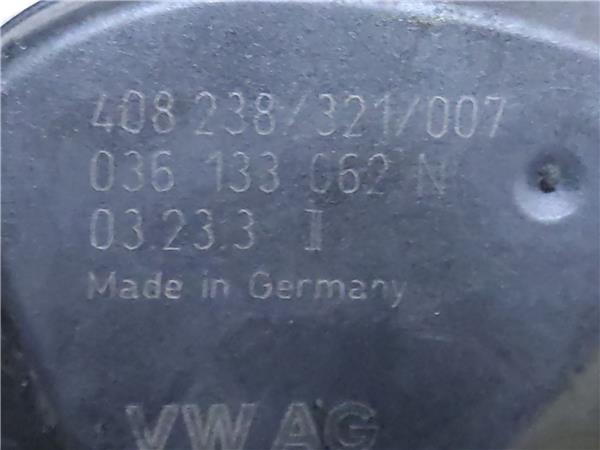 408 238/321/007
036 133 062 N
03.23.3 II
Made in Germany
VW AG